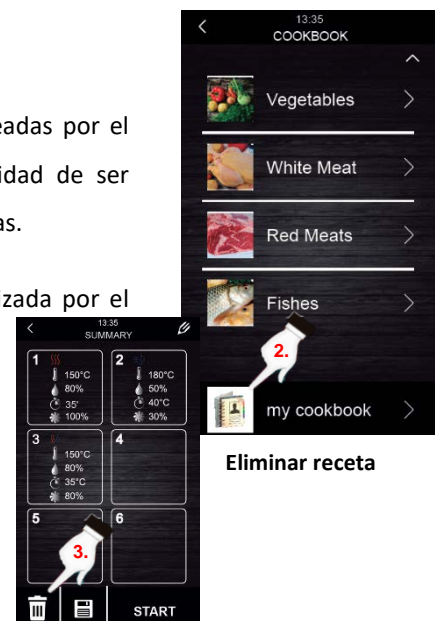 13:35
COOKBOOK
Vegetables
White Meat
Red Meats
Fishes
2.
my cookbook
Eliminar receta
eadas por el
idad de ser
as.
izada por el
13.35
SUMMARY
1
150°C
80%
35'
100%
2
180°C
50%
40°C
30%
3
150°C
80%
35°C
80%
4
5
6
3.
START